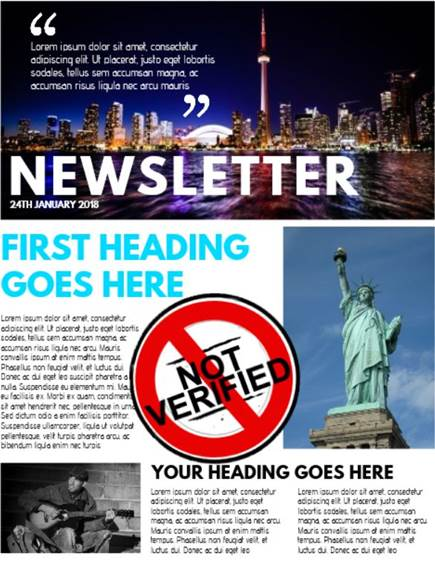 “
Lorem ipsum dolor sit amet, consectetur
adipiscing elit. Ut placerat, justo eget lobortis
sodales, tellus sem accumsan magna, ac
accumsan risus ligula nec arcu mauris
”
NEWSLETTER
24TH JANUARY 2018
FIRST HEADING
GOES HERE
Lorem ipsum dolor sit amet, consectetur
adipiscing elit. Ut placerat, justo eget lobortis
sodales, tellus sem accumsan magna, ac
accumsan risus ligula nec arcu. Mauris
convallis ipsum at enim mattis tempus.
Phasellus non feugiat velit, et luctus dui.
Donec ac dui eget leo suscipit pharetra a
nulla. Suspendisse eu elementum mi.
eu facilisis ex. Morbi ex quam,
sit amet hendrerit nec, pellentesque in
Sed dictum odio a enim facilisis porttitor.
Suspendisse ullamcorper, ligula ut volutpat
pellentesque, velit turpis pharetra arcu, ac
bibendum enim leo nec turpis.
NOT
VERIFIED
YOUR HEADING GOES HERE
Lorem ipsum dolor sit amet, consectetur
adipiscing elit. Ut placerat, justo eget lobortis
sodales, tellus sem accumsan magna, ac
accumsan risus ligula nec arcu. Mauris
convallis ipsum at enim mattis tempus.
Phasellus non feugiat velit, et
luctus dui. Donec ac dui eget leo
Lorem ipsum dolor sit amet, consectetur
adipiscing elit. Ut placerat, justo eget lobortis
sodales, tellus sem accumsan magna, ac
accumsan risus ligula nec arcu. Mauris
convallis ipsum at enim mattis tempus.
Phasellus non feugiat velit, et
luctus dui. Donec ac dui eget leo